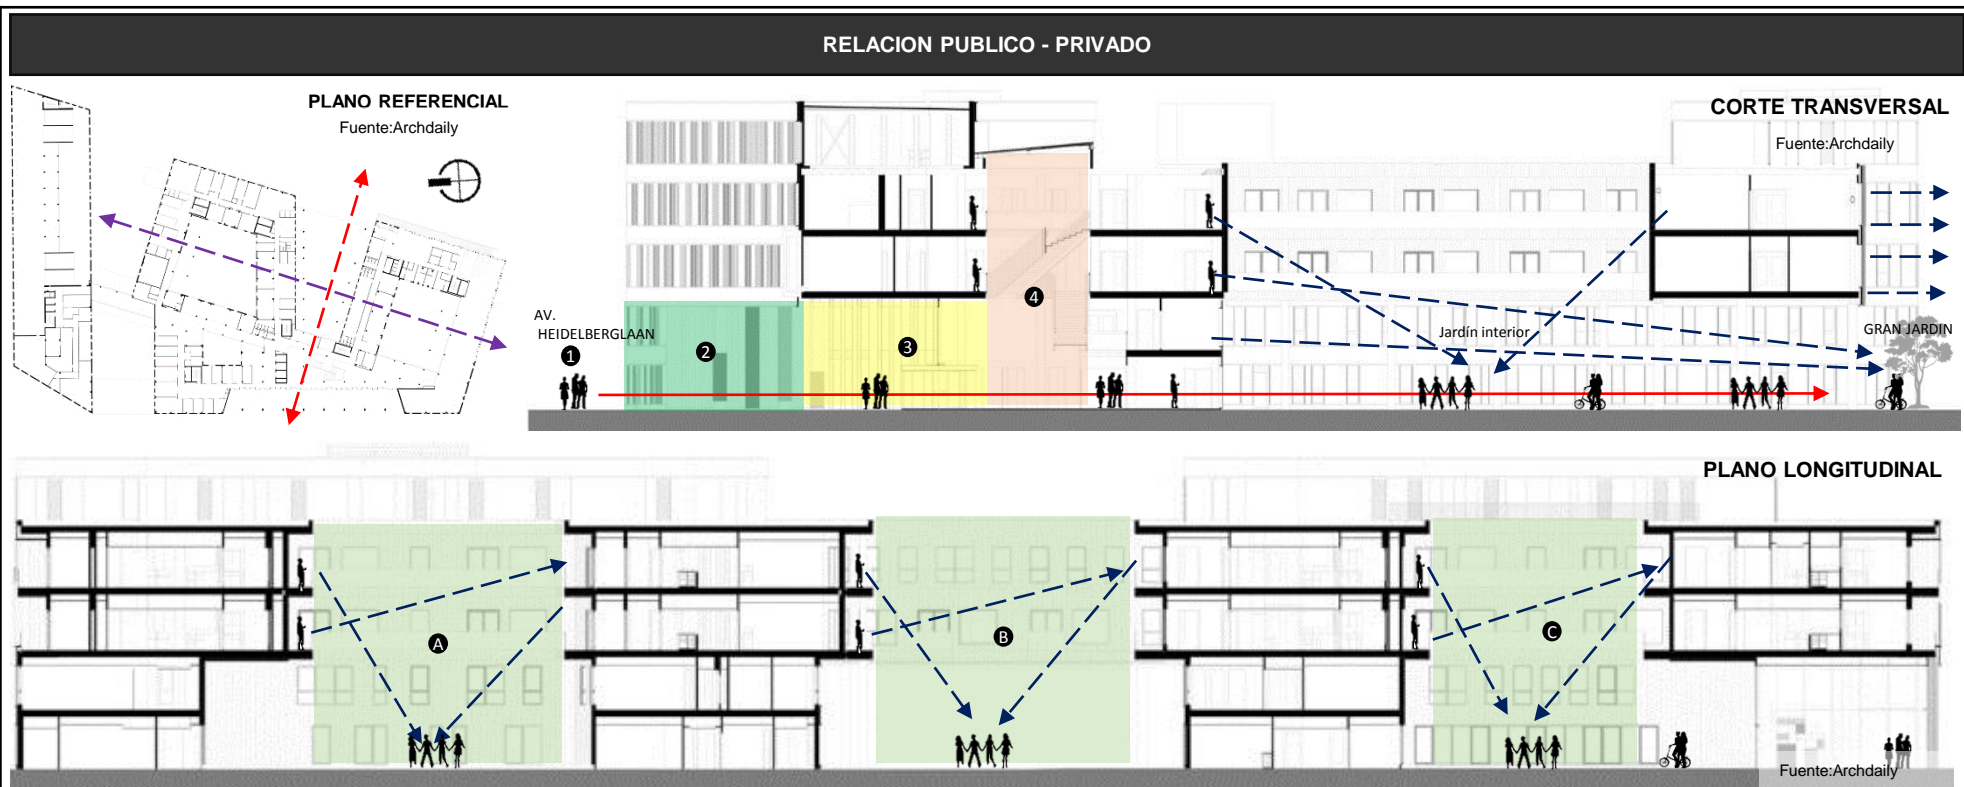 RELACION PUBLICO - PRIVADO
PLANO REFERENCIAL
Fuente:Archdaily
CORTE TRANSVERSAL
Fuente:Archdaily
AV.
HEIDELBERGLAAN
1
2
3
4
Jardín interior
GRAN JARDIN
PLANO LONGITUDINAL
A
B
C
Fuente:Archdaily